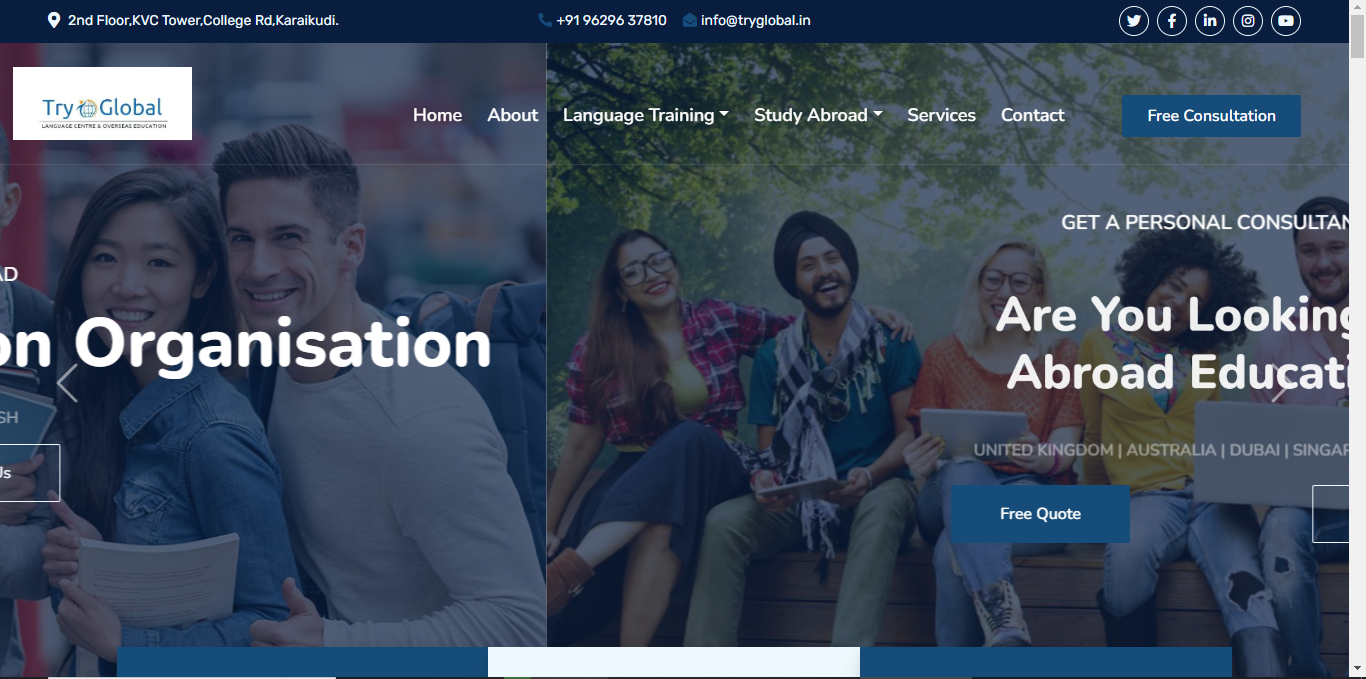 2nd Floor,KVC Tower,College Rd,Karaikudi.
+91 96296 37810
info@tryglobal.in
Try Global
LANGUAGE CENTRE & OVERSEAS EDUCATION
Home About Language Training Study Abroad Services Contact
Free Consultation
GET A PERSONAL CONSULTAN
AD
Are You Looking
on Organisation
Abroad Educati
SH
UNITED KINGDOM | AUSTRALIA | DUBAI | SINGAP
Us
Free Quote